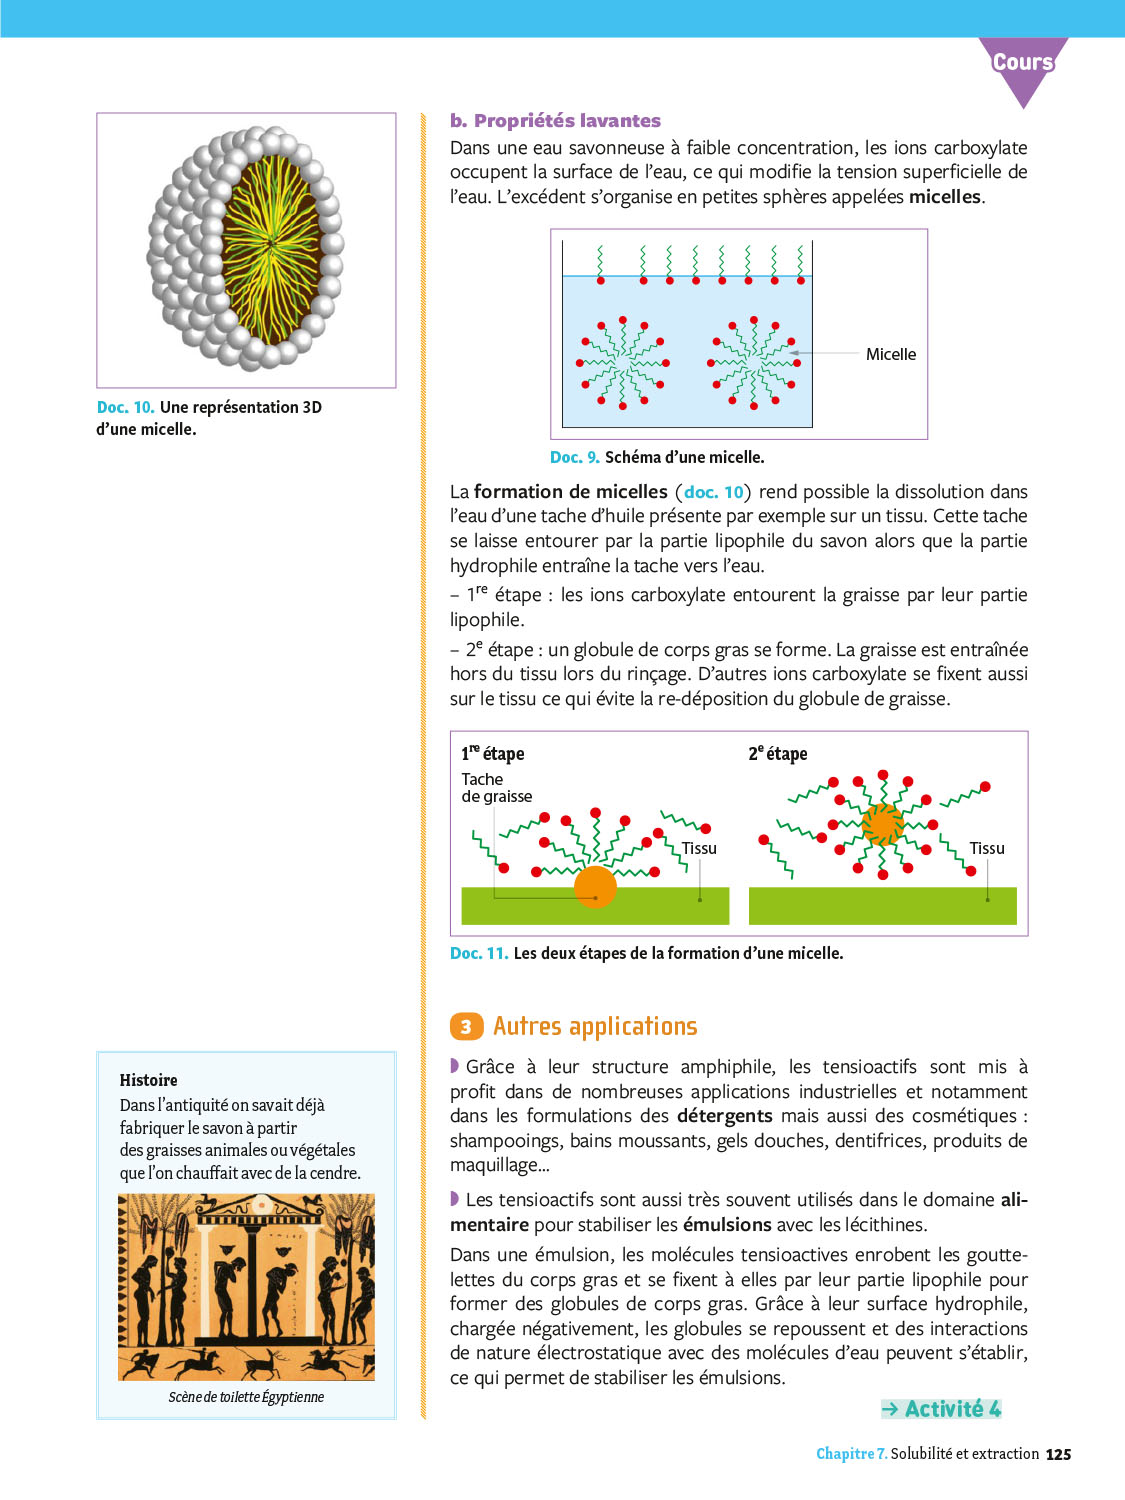 Cours
b. Propriétés lavantes
Dans une eau savonneuse à faible concentration, les ions carboxylate
occupent la surface de l’eau, ce qui modifie la tension superficielle de
l’eau. L’excédent s’organise en petites sphères appelées micelles.
Micelle
Doc. 9. Schéma d’une micelle.
Doc. 10. Une représentation 3D
d’une micelle.
La formation de micelles (doc. 10) rend possible la dissolution dans
l’eau d’une tache d’huile présente par exemple sur un tissu. Cette tache
se laisse entourer par la partie lipophile du savon alors que la partie
hydrophile entraîne la tache vers l’eau.
– 1re étape : les ions carboxylate entourent la graisse par leur partie
lipophile.
– 2e étape : un globule de corps gras se forme. La graisse est entraînée
hors du tissu lors du rinçage. D’autres ions carboxylate se fixent aussi
sur le tissu ce qui évite la re-déposition du globule de graisse.
1re étape
Tache
de graisse
Tissu
2e étape
Tissu
Doc. 11. Les deux étapes de la formation d’une micelle.
3 Autres applications
Grâce à leur structure amphiphile, les tensioactifs sont mis à
profit dans de nombreuses applications industrielles et notamment
dans les formulations des détergents mais aussi des cosmétiques :
shampooings, bains moussants, gels douches, dentifrices, produits de
maquillage…
Les tensioactifs sont aussi très souvent utilisés dans le domaine ali-
mentaire pour stabiliser les émulsions avec les lécithines.
Dans une émulsion, les molécules tensioactives enrobent les goutte-
lettes du corps gras et se fixent à elles par leur partie lipophile pour
former des globules de corps gras. Grâce à leur surface hydrophile,
chargée négativement, les globules se repoussent et des interactions
de nature électrostatique avec des molécules d’eau peuvent s’établir,
ce qui permet de stabiliser les émulsions.
→ Activité 4
Histoire
Dans l’antiquité on savait déjà
fabriquer le savon à partir
des graisses animales ou végétales
que l’on chauffait avec de la cendre.
Scène de toilette Égyptienne
Chapitre 7. Solubilité et extraction 125